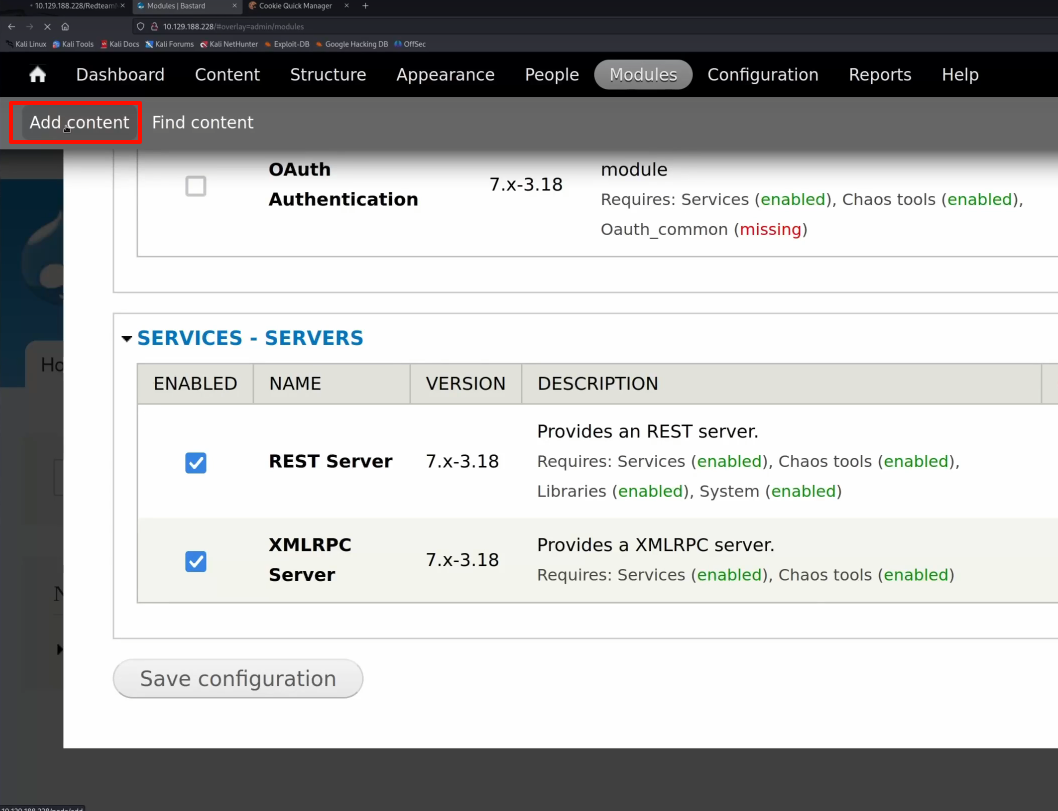 10.129.188.228/Redteam
Modules | Bastard
Cookie Quick Manager
10.129.188.228/#overlay=admin/modules
Kali Linux Kali Tools Kali Docs Kali Forums Kali NetHunter Exploit-DB Google Hacking DB OffSec
Dashboard Content Structure Appearance People Modules Configuration Reports Help
Add content Find content
OAuth
Authentication
7.x-3.18
module
Requires: Services (enabled), Chaos tools (enabled),
Oauth_common (missing)
Ho
SERVICES - SERVERS
ENABLED NAME VERSION DESCRIPTION
REST Server
7.x-3.18
Provides an REST server.
Requires: Services (enabled), Chaos tools (enabled),
Libraries (enabled), System (enabled)
XMLRPC
Server
7.x-3.18
Provides a XMLRPC server.
Requires: Services (enabled), Chaos tools (enabled)
N
Save configuration
10.129.188.228/node/add